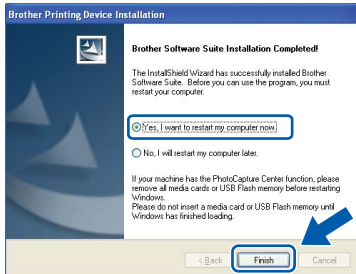 Brother Printing Device Installation
Brother Software Suite Installation Completed!
The InstallShield Wizard has successfully installed Brother
Software Suite. Before you can use the program, you must
restart your computer.
Yes, I want to restart my computer now.
No, I will restart my computer later.
If your machine has the PhotoCapture Center function, please
remove all media cards or USB Flash memory before restarting
Windows.
Please do not insert a media card or USB Flash memory until
Windows has finished loading.
< Back Finish Cancel